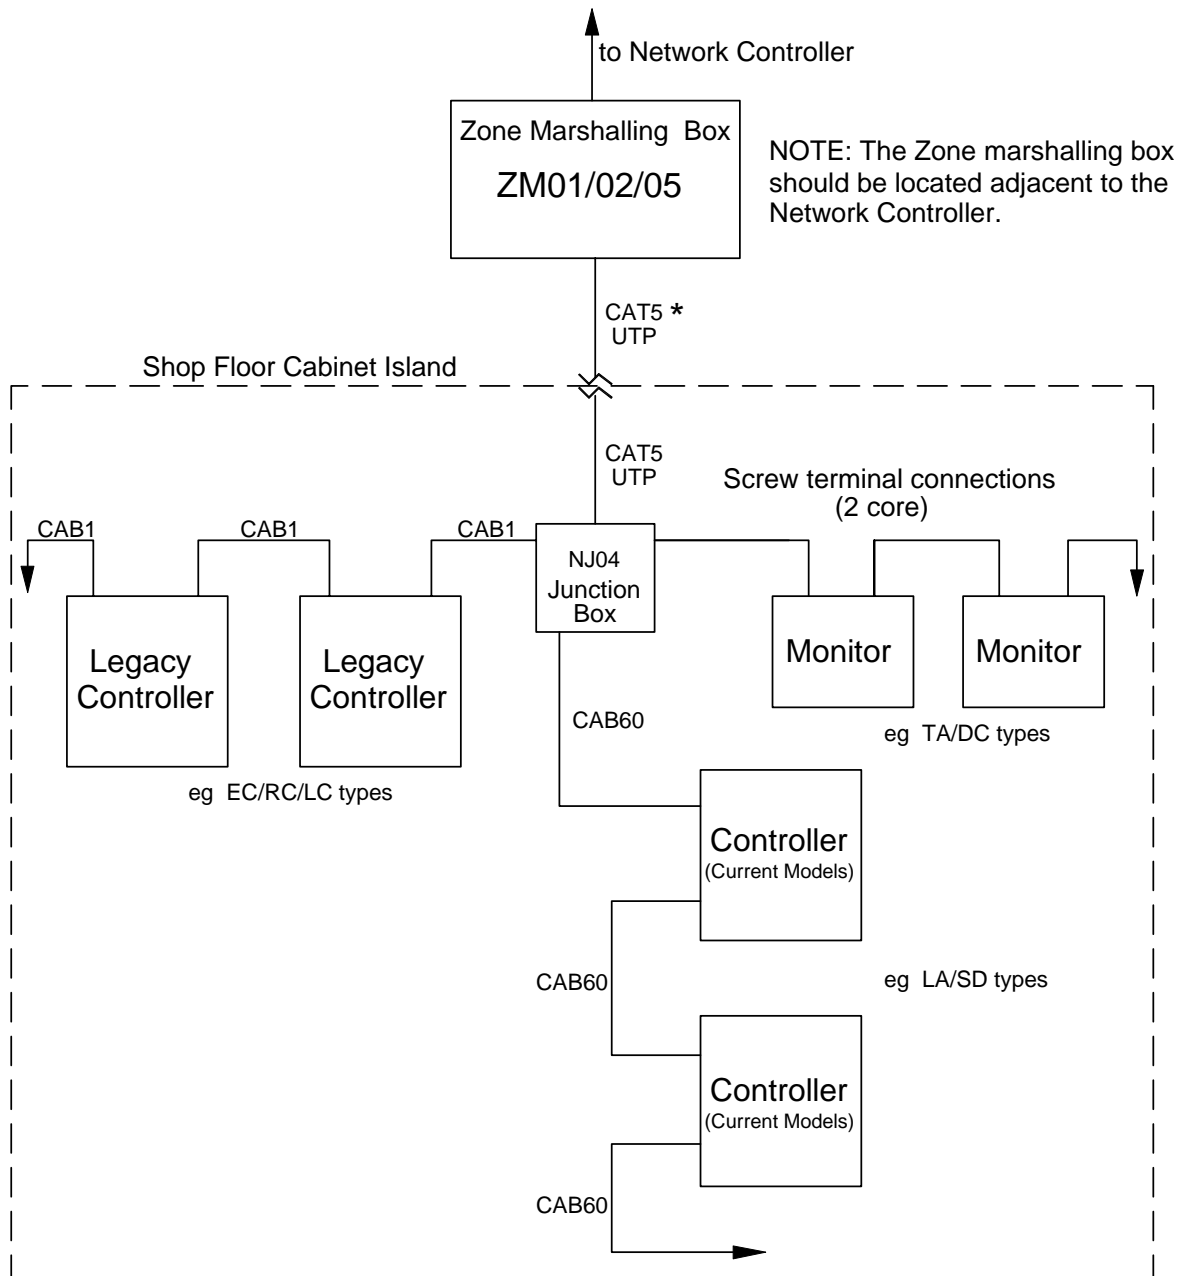 to Network Controller
Zone Marshalling Box
ZM01/02/05
NOTE: The Zone marshalling box
should be located adjacent to the
Network Controller.
CAT5 *
UTP
Shop Floor Cabinet Island
CAT5
UTP
Screw terminal connections
(2 core)
CAB1
CAB1
CAB1
NJ04
Junction
Box
Legacy
Controller
Legacy
Controller
Monitor
Monitor
CAB60
eg TA/DC types
eg EC/RC/LC types
Controller
(Current Models)
CAB60
eg LA/SD types
Controller
(Current Models)
CAB60